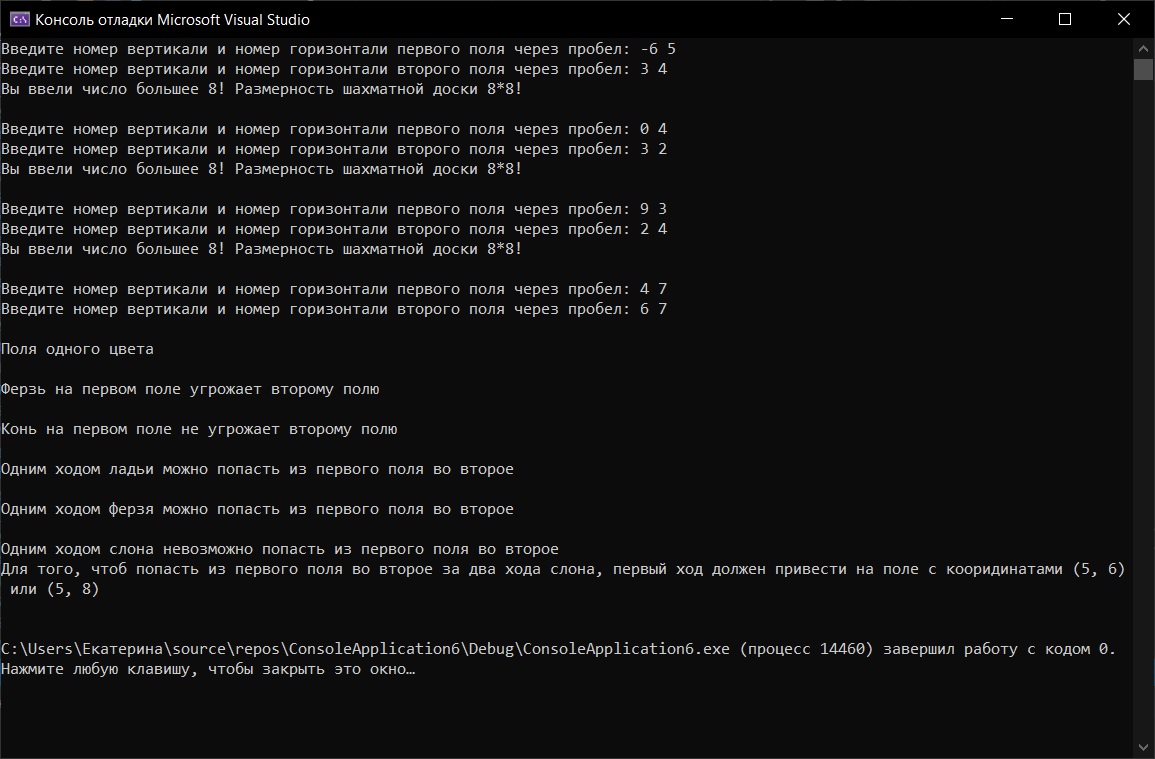 Консоль отладки Microsoft Visual Studio
Введите номер вертикали и номер горизонтали первого поля через пробел: -6 5
Введите номер вертикали и номер горизонтали второго поля через пробел: 3 4
Вы ввели число большее 8! Размерность шахматной доски 8*8!
Введите номер вертикали и номер горизонтали первого поля через пробел: 0 4
Введите номер вертикали и номер горизонтали второго поля через пробел: 3 2
Вы ввели число большее 8! Размерность шахматной доски 8*8!
Введите номер вертикали и номер горизонтали первого поля через пробел: 9 3
Введите номер вертикали и номер горизонтали второго поля через пробел: 2 4
Вы ввели число большее 8! Размерность шахматной доски 8*8!
Введите номер вертикали и номер горизонтали первого поля через пробел: 4 7
Введите номер вертикали и номер горизонтали второго поля через пробел: 6 7
Поля одного цвета
Ферзь на первом поле угрожает второму полю
Конь на первом поле не угрожает второму полю
Одним ходом ладьи можно попасть из первого поля во второе
Одним ходом ферзя можно попасть из первого поля во второе
Одним ходом слона невозможно попасть из первого поля во второе
Для того, чтоб попасть из первого поля во второе за два хода слона, первый ход должен привести на поле с кооридинатами (5, 6)
или (5, 8)
C:\Users\Екатерина\source\repos\ConsoleApplication6\Debug\ConsoleApplication6.exe (процесс 14460) завершил работу с кодом 0.
Нажмите любую клавишу, чтобы закрыть это окно…